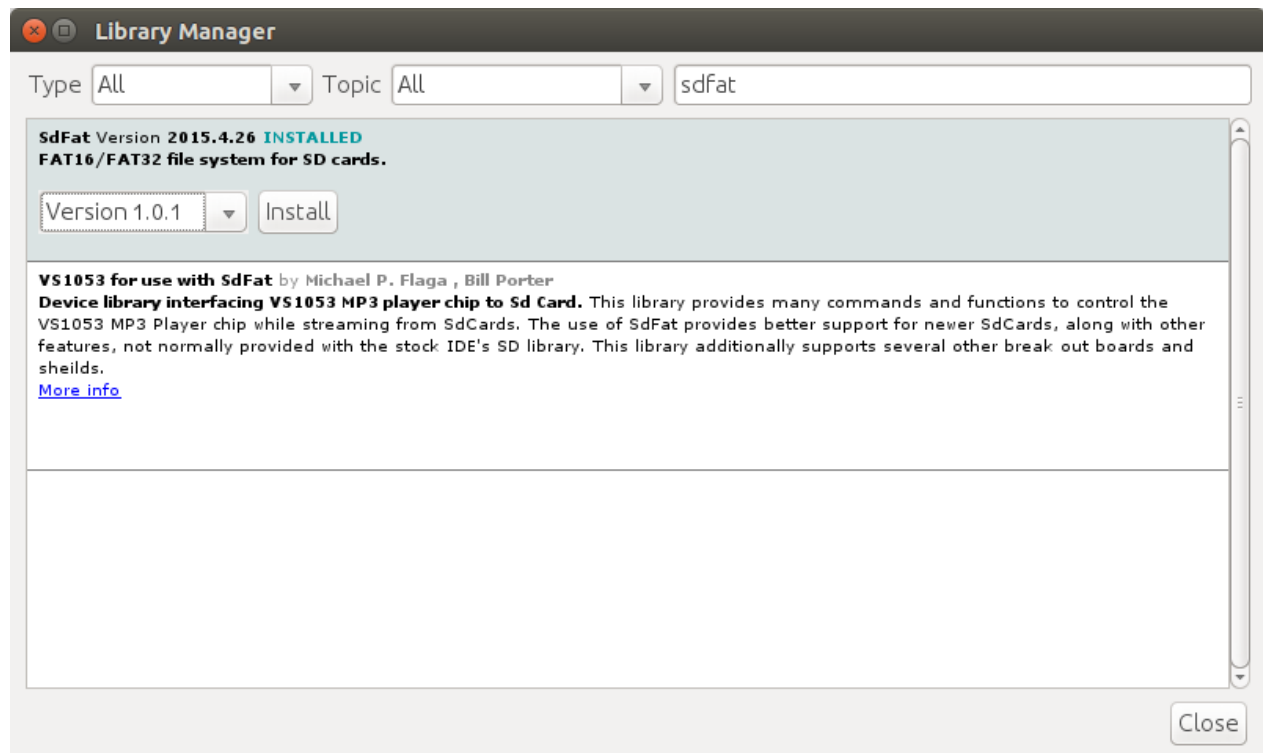 Library Manager
Type All Topic All sdfat
SdFat Version 2015.4.26 INSTALLED
FAT16/FAT32 file system for SD cards.
Version 1.0.1 Install
VS1053 for use with SdFat by Michael P. Flaga , Bill Porter
Device library interfacing VS1053 MP3 player chip to Sd Card. This library provides many commands and functions to control the
VS1053 MP3 Player chip while streaming from SdCards. The use of SdFat provides better support for newer SdCards, along with other
features, not normally provided with the stock IDE's SD library. This library additionally supports several other break out boards and
sheilds.
More info
Close